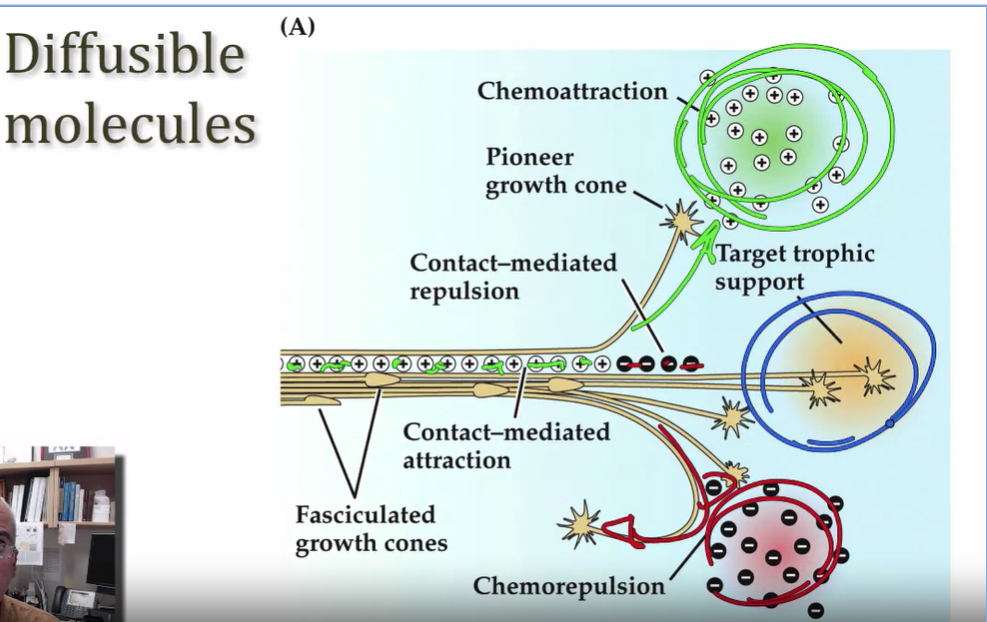 Diffusible
molecules
(A)
Chemoattraction
Pioneer
growth cone
Contact–mediated
repulsion
Target trophic
support
Contact–mediated
attraction
Fasciculated
growth cones
Chemorepulsion